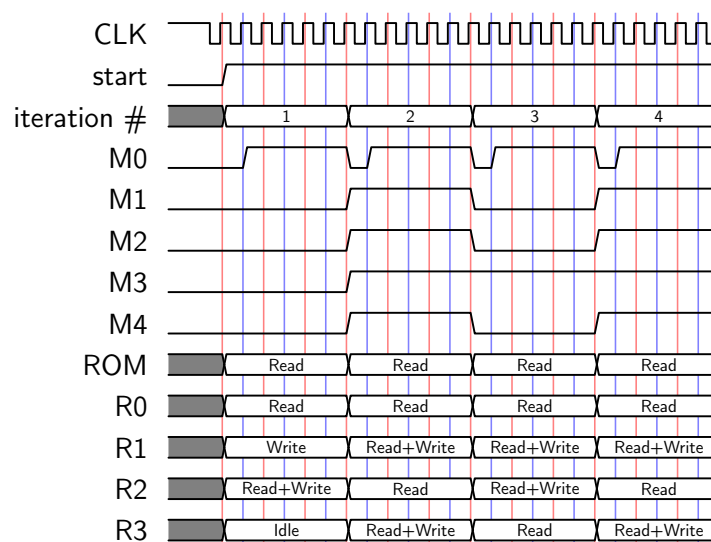 CLK
start
iteration # 1 2 3 4
M0
M1
M2
M3
M4
ROM Read Read Read Read
R0 Read Read Read Read
R1 Write Read+Write Read+Write Read+Write
R2 Read+Write Read Read+Write Read
R3 Idle Read+Write Read Read+Write